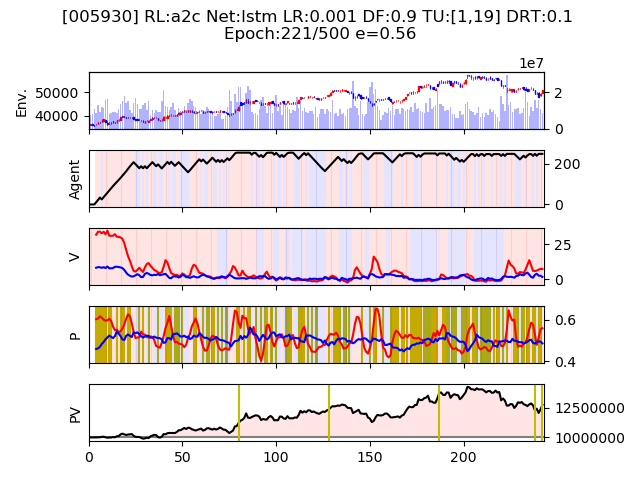 [005930] RL:a2c Net:lstm LR:0.001 DF:0.9 TU:[1,19] DRT:0.1
Epoch:221/500 e=0.56
1e7
Env.
50000
40000
2
0
Agent
200
0
V
25
0
P
0.6
0.4
PV
12500000
10000000
0 50 100 150 200